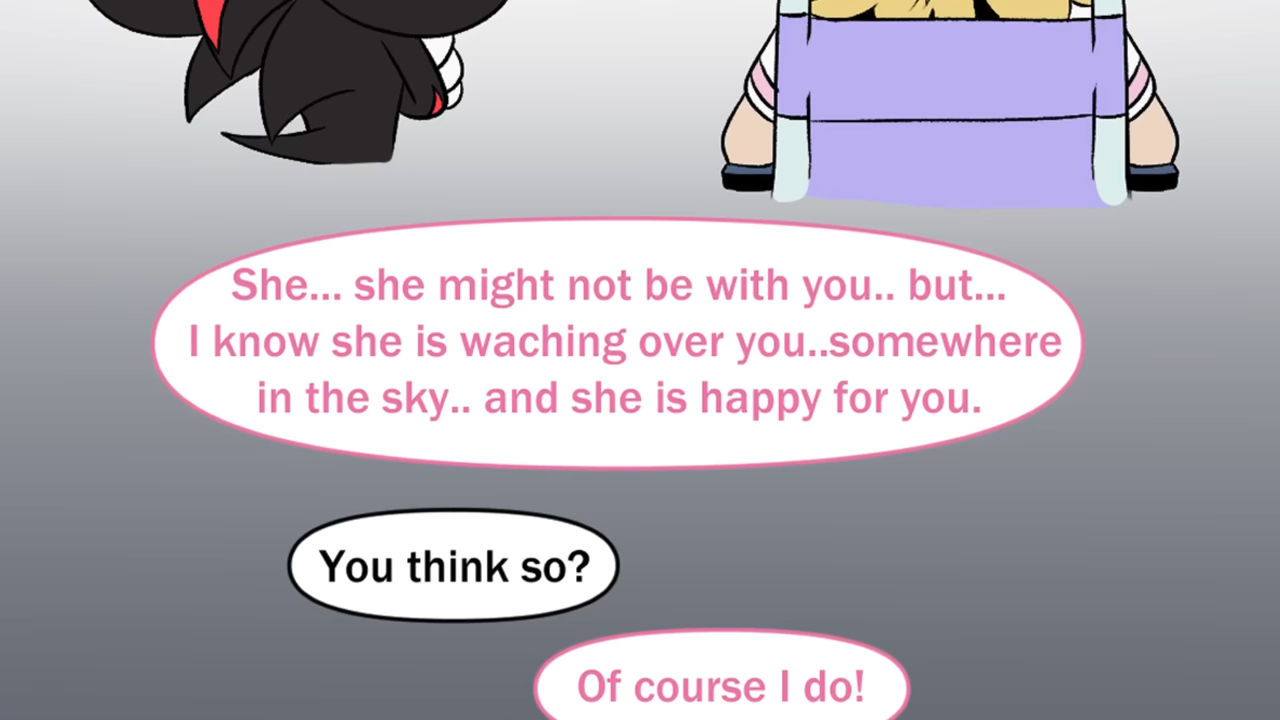 She... she might not be with you.. but...
I know she is waching over you..somewhere
in the sky.. and she is happy for you.
You think so?
Of course I do!